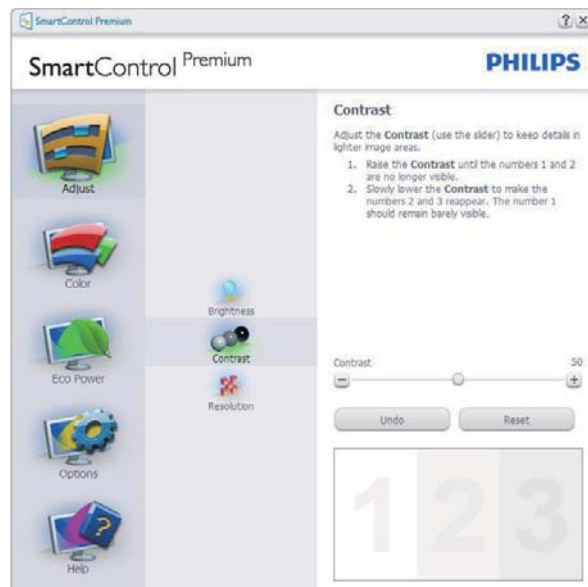 SmartControl Premium
SmartControl Premium
PHILIPS
Adjust
Color
Eco Power
Options
Help
Brightness
Contrast
Resolution
Contrast
Adjust the Contrast (use the slider) to keep details in
lighter image areas.
1. Raise the Contrast until the numbers 1 and 2
are no longer visible.
2. Slowly lower the Contrast to make the
numbers 2 and 3 reappear. The number 1
should remain barely visible.
Contrast 50
Undo Reset
1 2 3